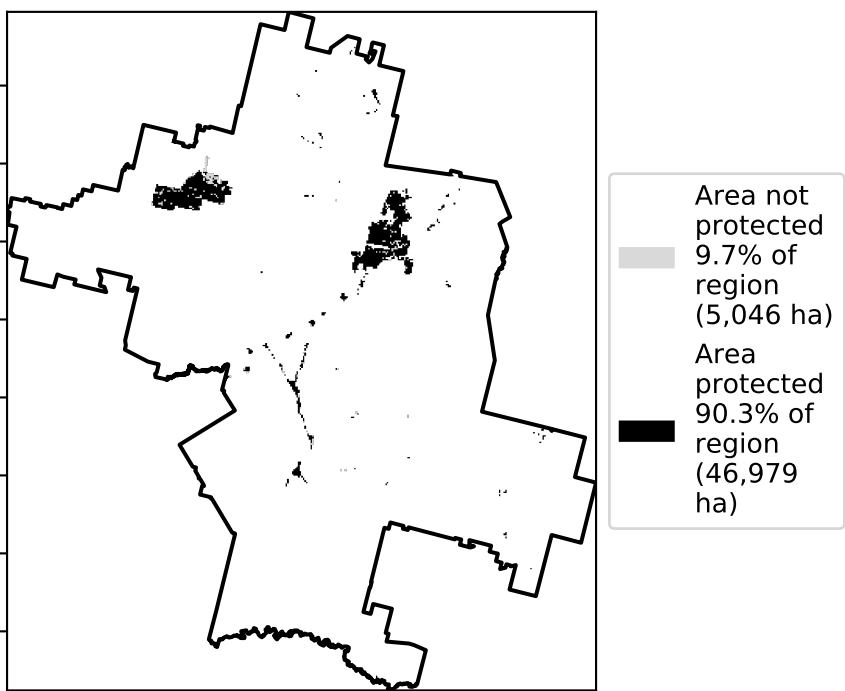 Area not
protected
9.7% of
region
(5,046 ha)
Area
protected
90.3% of
region
(46,979
ha)